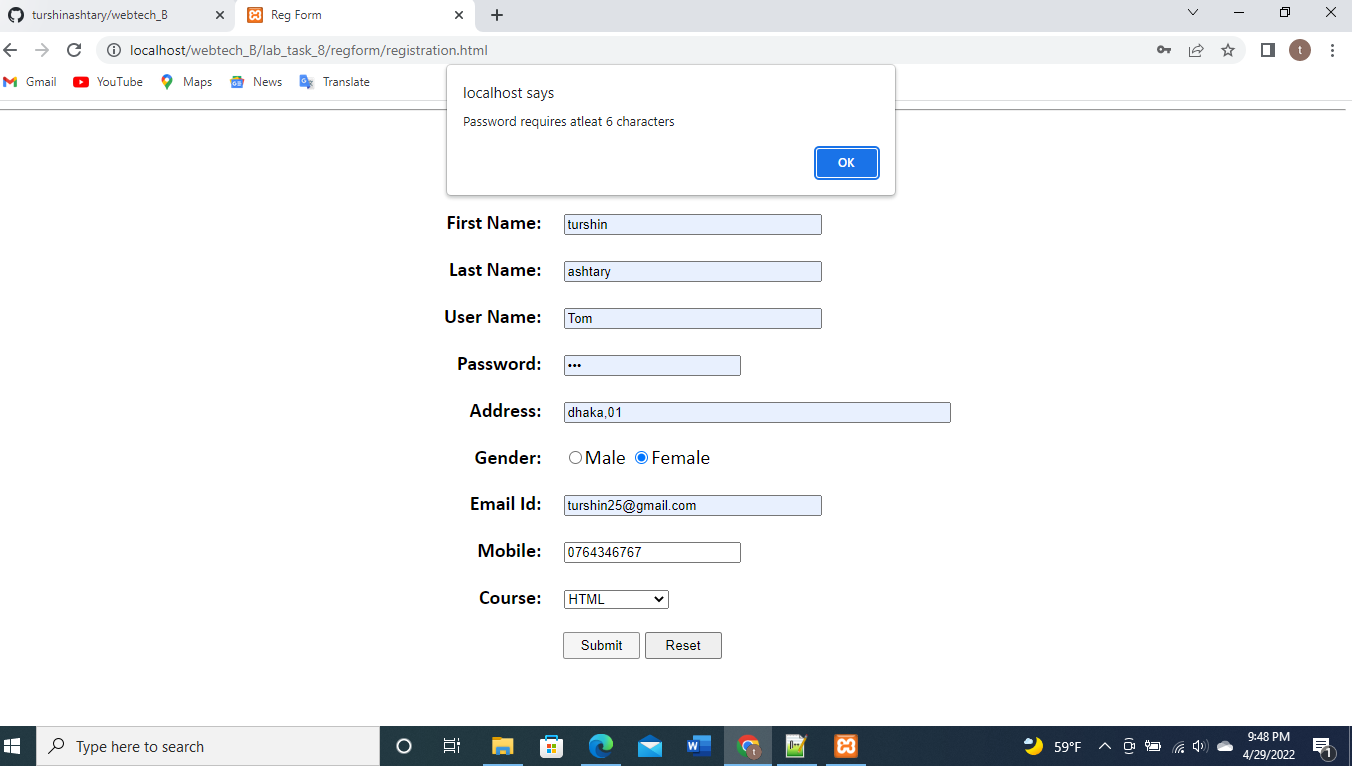 turshinashtary/webtech_B
Reg Form
localhost/webtech_B/lab_task_8/regform/registration.html
t
Gmail
YouTube
Maps
News
Translate
localhost says
Password requires atleat 6 characters
OK
First Name: turshin
Last Name: ashtary
User Name: Tom
Password: •••
Address: dhaka,01
Gender: Male Female
Email Id: turshin25@gmail.com
Mobile: 0764346767
Course: HTML
Submit Reset
Type here to search
59°F
9:48 PM
4/29/2022
1